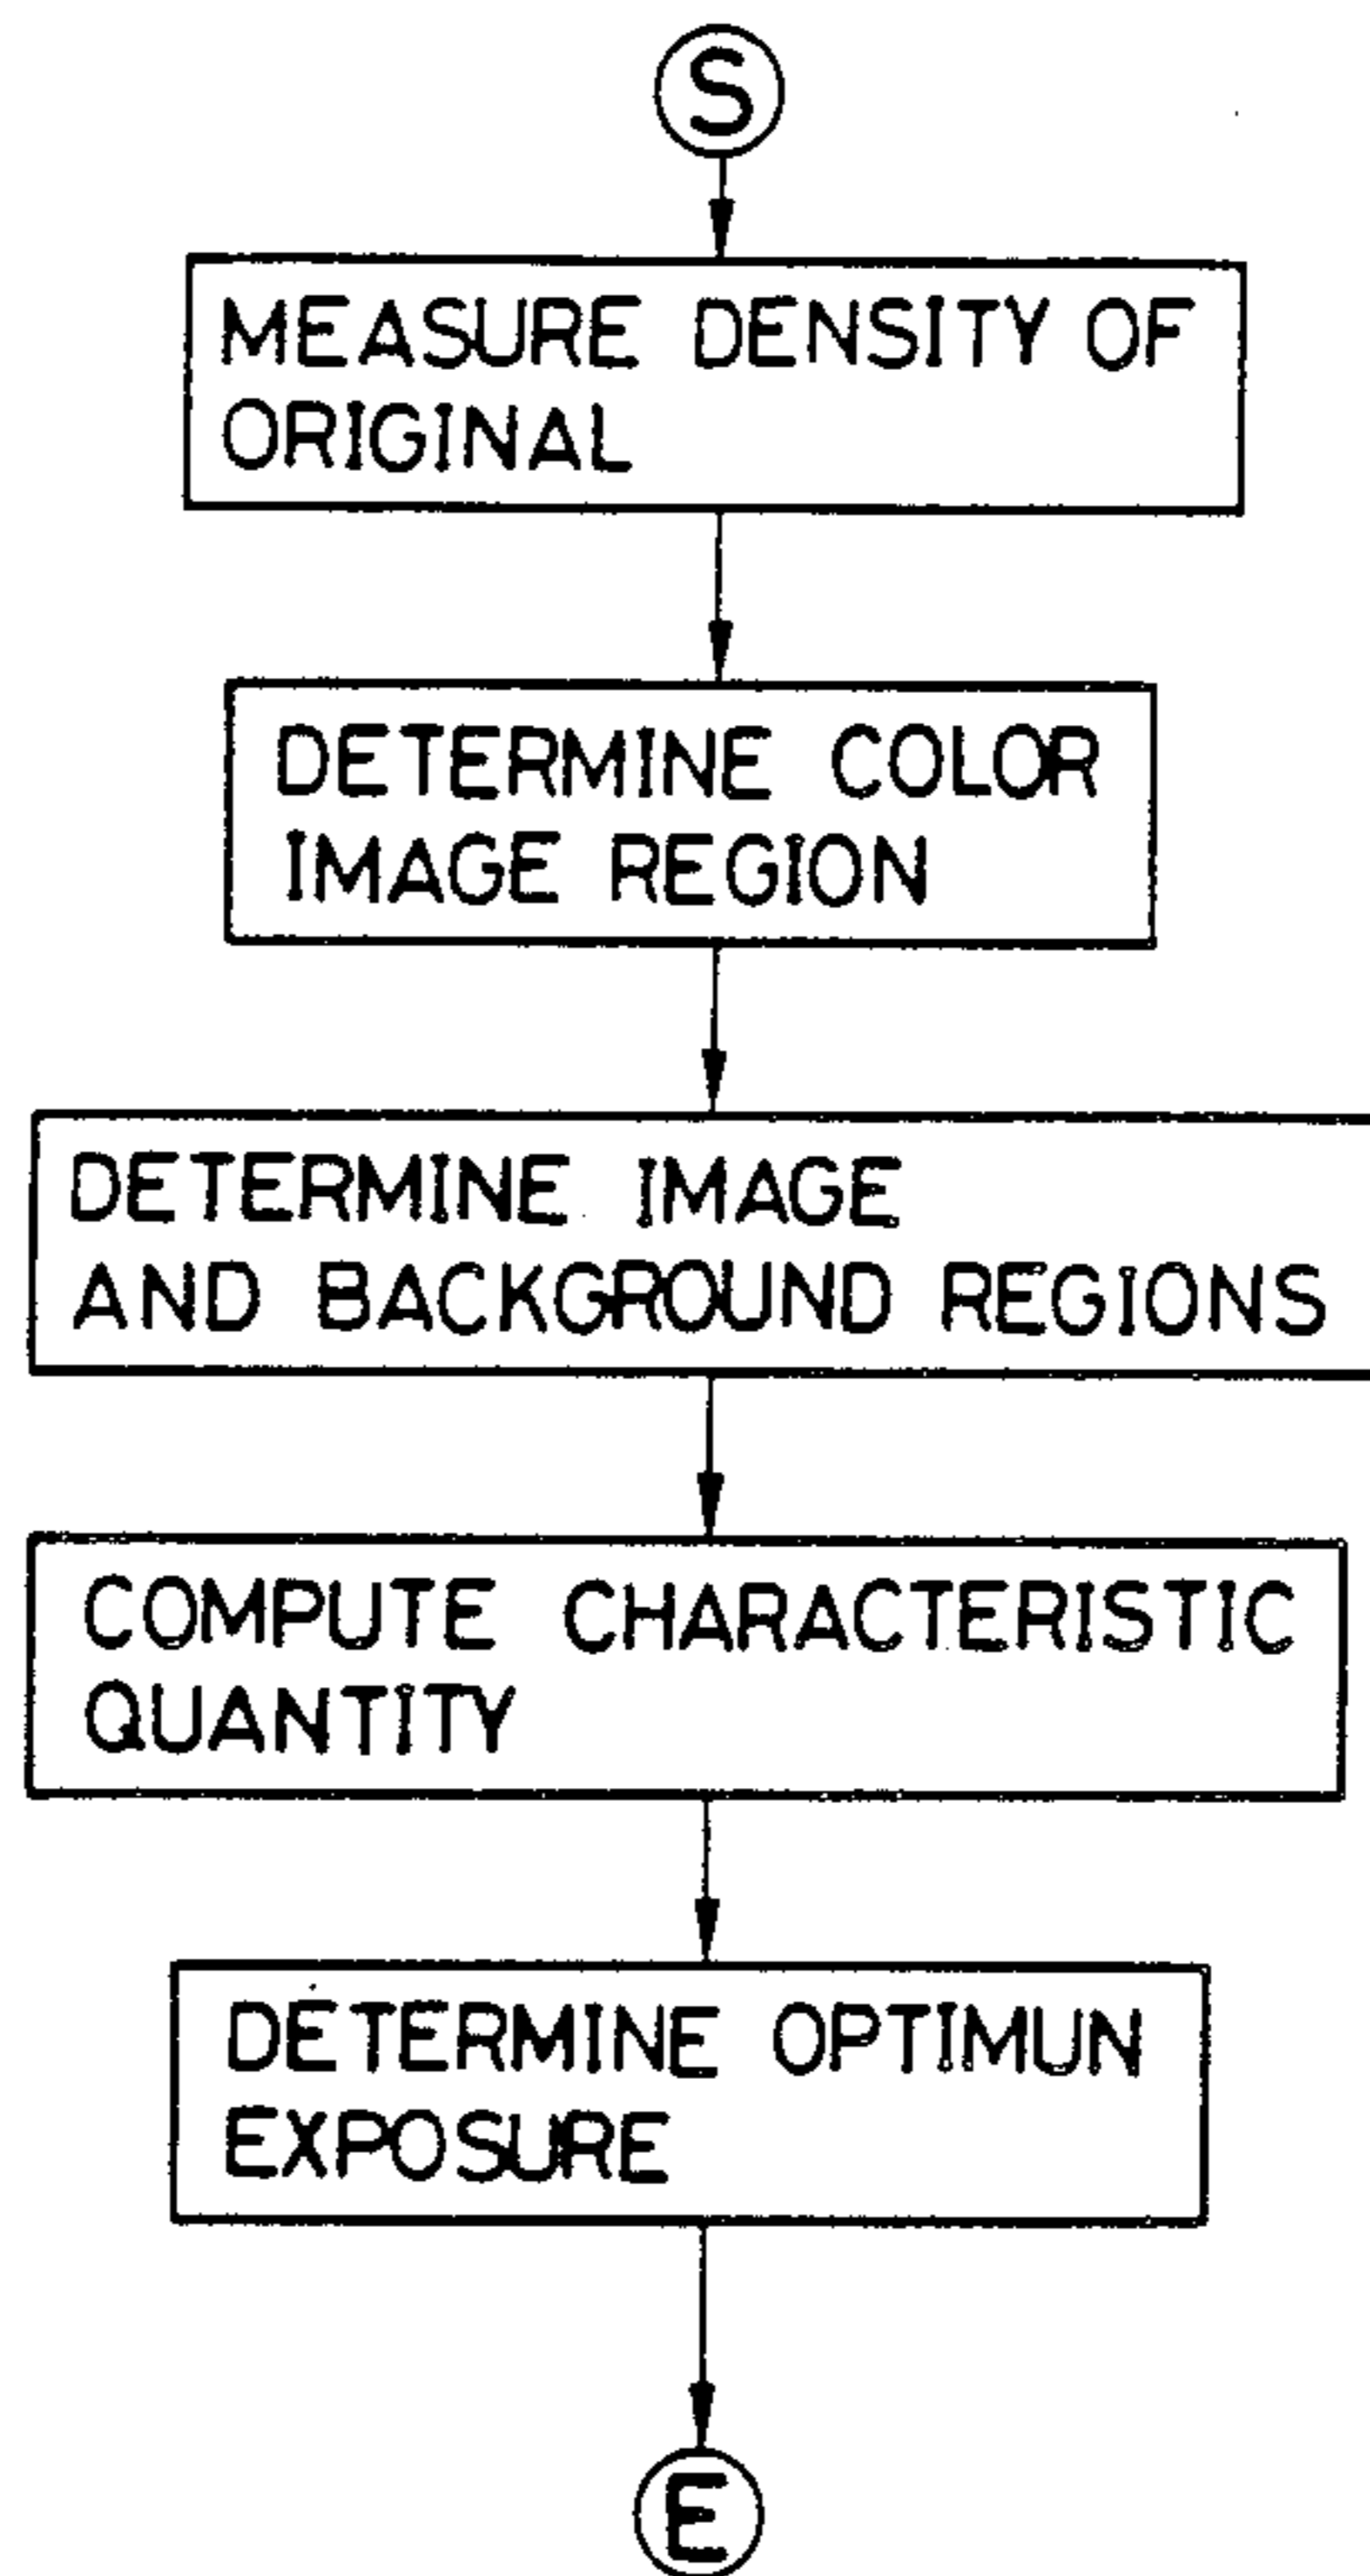 S
MEASURE DENSITY OF
ORIGINAL
DETERMINE COLOR
IMAGE REGION
DETERMINE IMAGE
AND BACKGROUND REGIONS
COMPUTE CHARACTERISTIC
QUANTITY
DETERMINE OPTIMUN
EXPOSURE
E